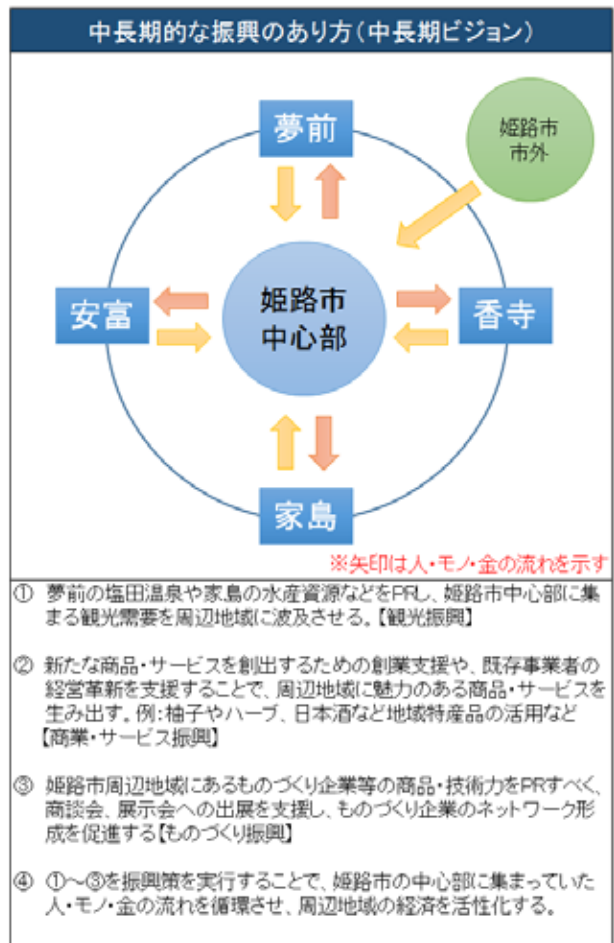 中長期的な振興のあり方(中長期ビジョン)
夢前
姫路市
市外
安富
姫路市
中心部
香寺
家島
※矢印は人・モノ・金の流れを示す
① 夢前の塩田温泉や家島の水産資源などをPRし、姫路市中心部に集
まる観光需要を周辺地域に波及させる。【観光振興】
② 新たな商品・サービスを創出するための創業支援や、既存事業者の
経営革新を支援することで、周辺地域に魅力のある商品・サービスを
生み出す。例:柚子やハーブ、日本酒など地域特産品の活用など
【商業・サービス振興】
③ 姫路市周辺地域にあるものづくり企業等の商品・技術力をPRすべく、
商談会、展示会への出展を支援し、ものづくり企業のネットワーク形
成を促進する【ものづくり振興】
④ ①～③を振興策を実行することで、姫路市の中心部に集まっていた
人・モノ・金の流れを循環させ、周辺地域の経済を活性化する。